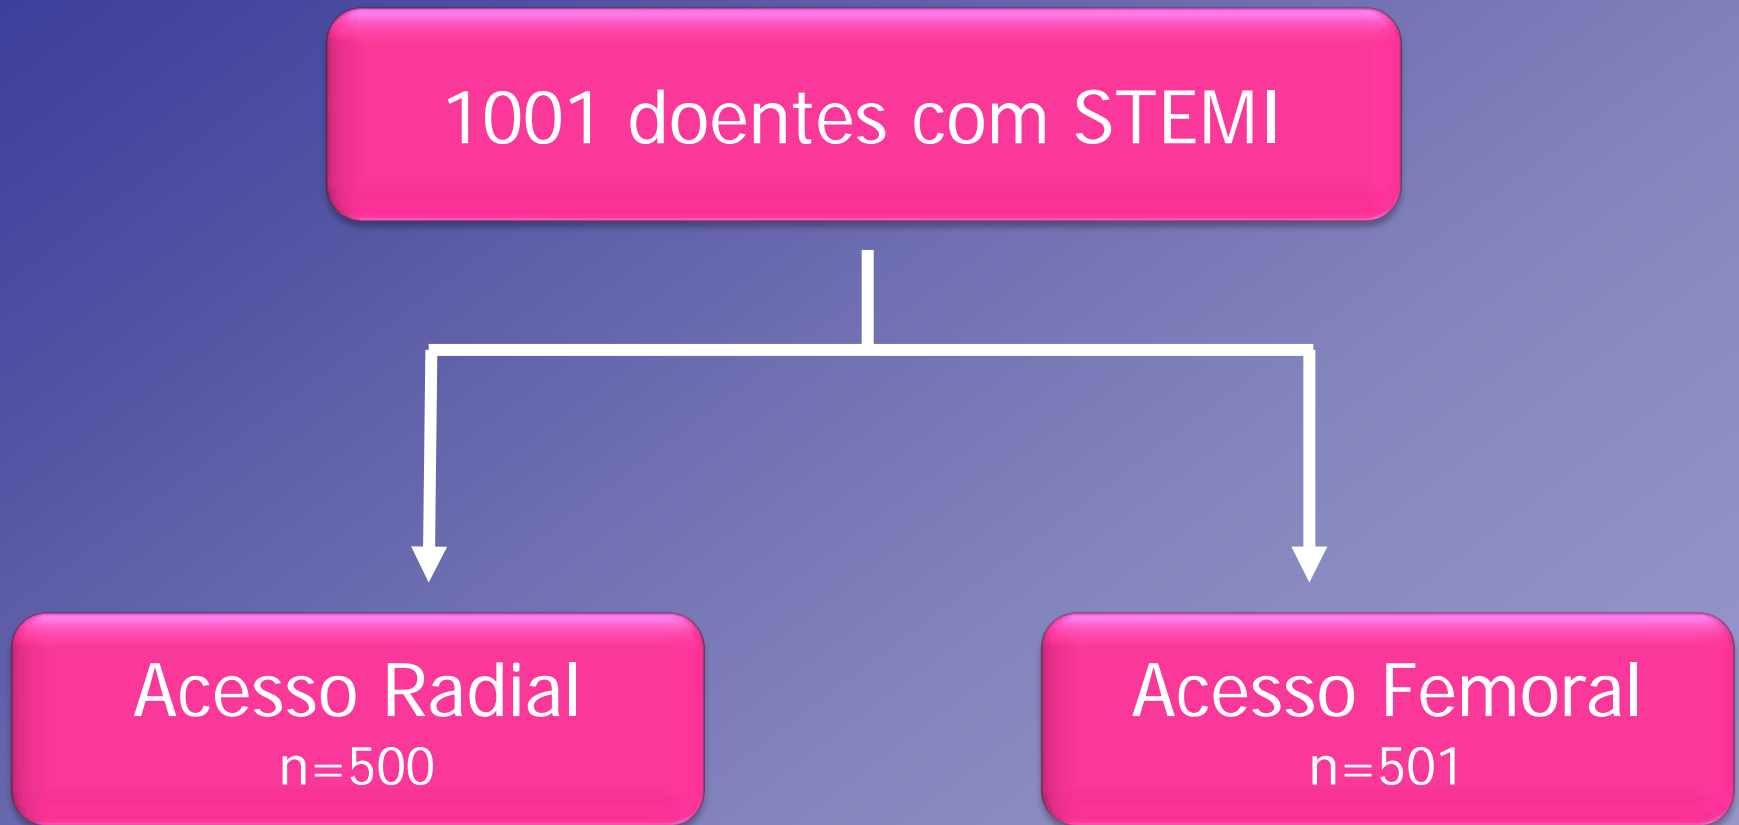 1001 doentes com STEMI
Acesso Radial
n=500
Acesso Femoral
n=501